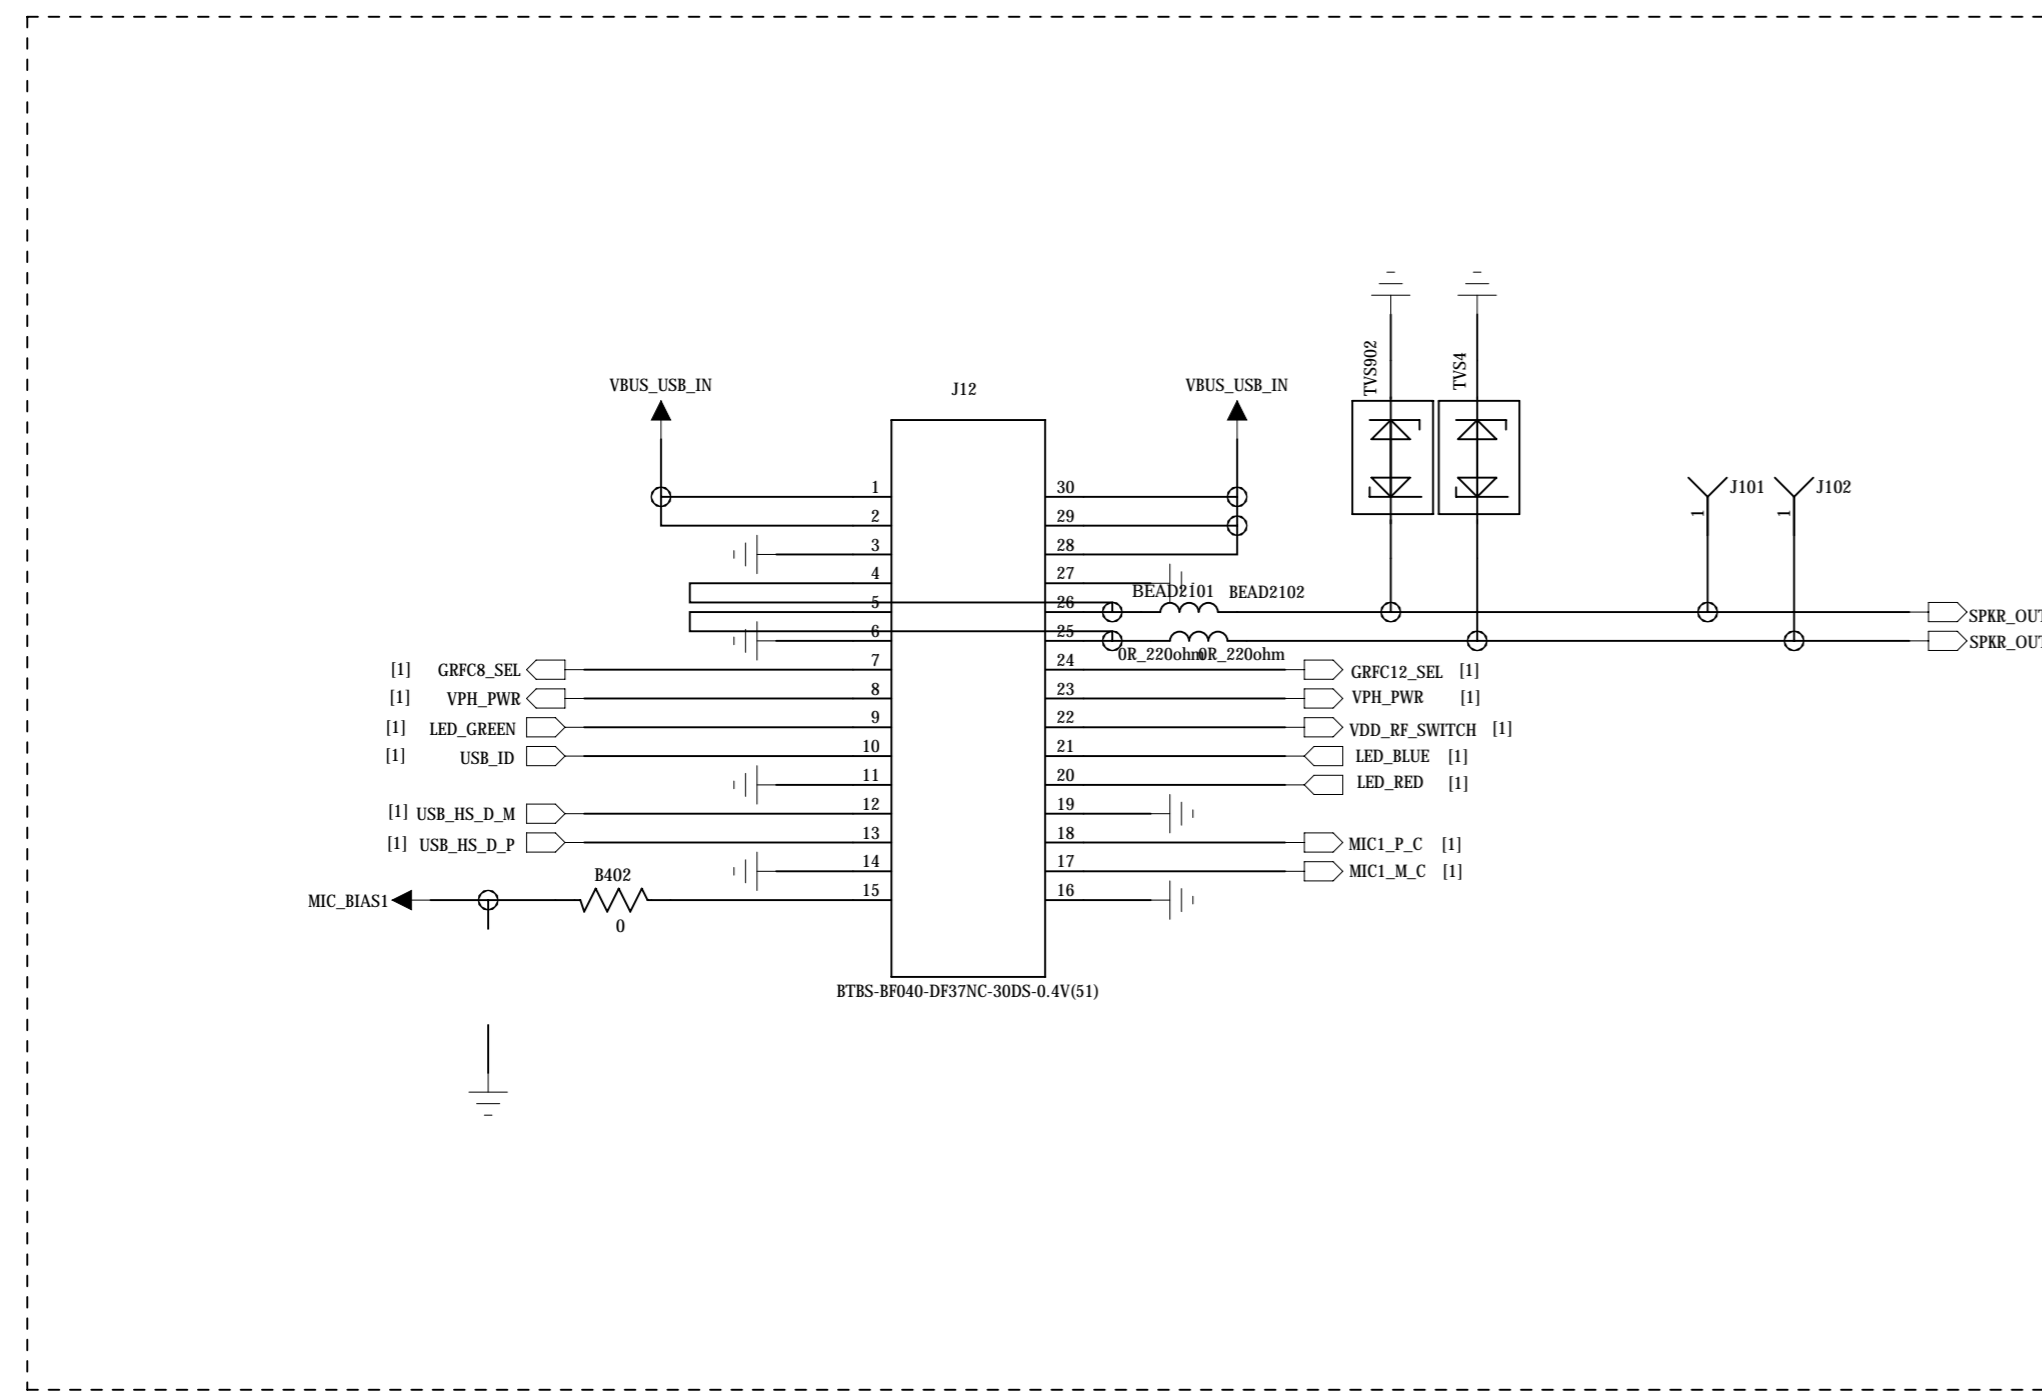 TVS902
TVS4
VBUS_USB_IN
J12
VBUS_USB_IN
J101
J102
1
1
1
30
2
29
3
28
4
27
BEAD2101 BEAD2102
5
26
SPKR_OUT
6
25
SPKR_OUT
0R_220ohm
0R_220ohm
[1] GRFC8_SEL
7
24
GRFC12_SEL [1]
[1] VPH_PWR
8
23
VPH_PWR [1]
[1] LED_GREEN
9
22
VDD_RF_SWITCH [1]
[1] USB_ID
10
21
LED_BLUE [1]
11
20
LED_RED [1]
[1] USB_HS_D_M
12
19
[1] USB_HS_D_P
13
18
MIC1_P_C [1]
14
17
MIC1_M_C [1]
B402
MIC_BIAS1
15
16
0
BTBS-BF040-DF37NC-30DS-0.4V(51)